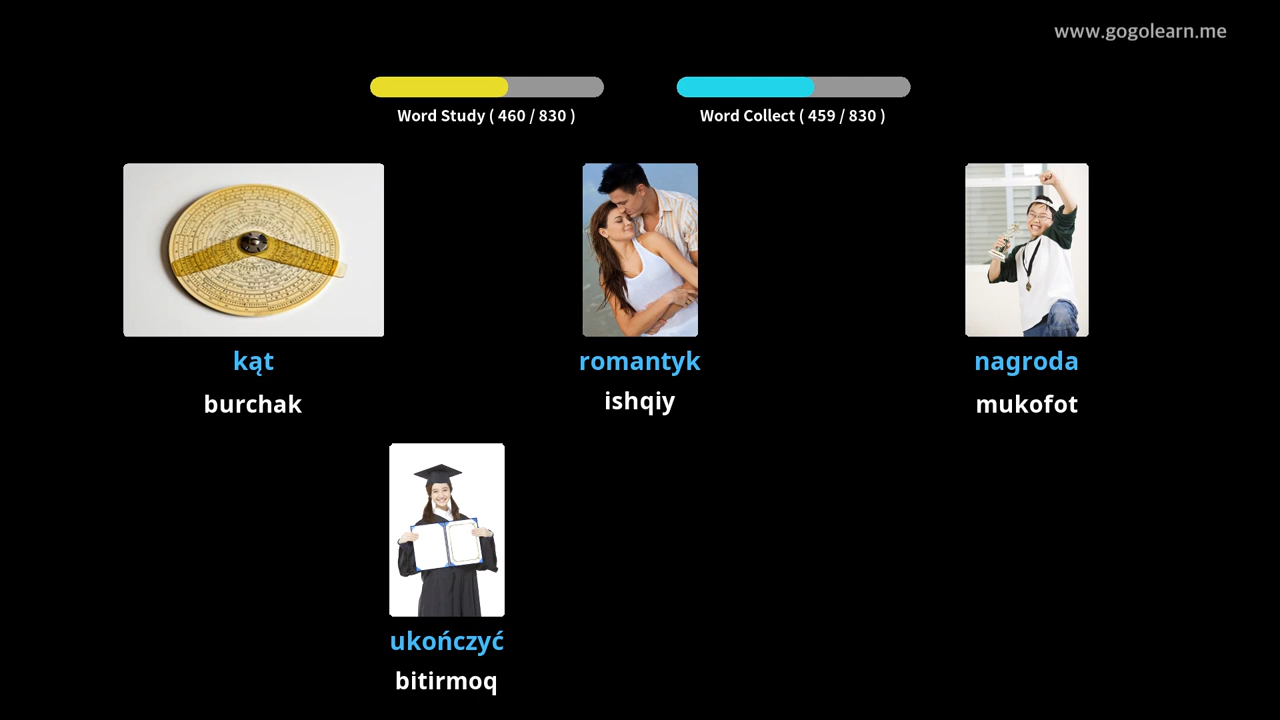 www.gogolearn.me
Word Study ( 460 / 830 )
Word Collect ( 459 / 830 )
kąt
romantyk
nagroda
burchak
ishqiy
mukofot
ukończyć
bitirmoq